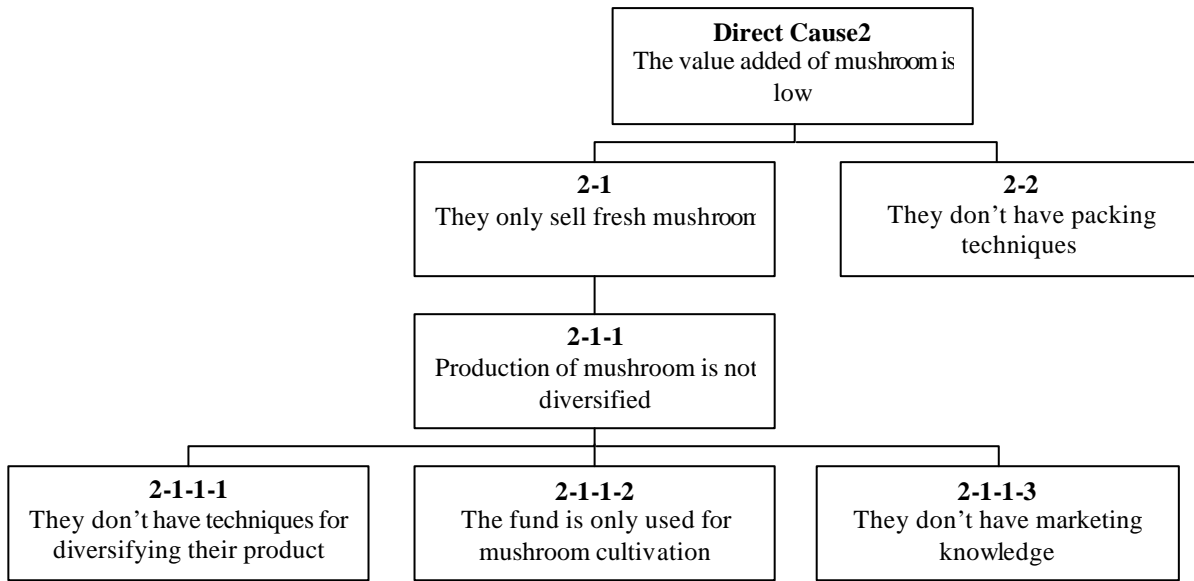 Direct Cause2
The value added of mushroom is
low
2-1
They only sell fresh mushroom
2-2
They don’t have packing
techniques
2-1-1
Production of mushroom is not
diversified
2-1-1-1
They don’t have techniques for
diversifying their product
2-1-1-2
The fund is only used for
mushroom cultivation
2-1-1-3
They don’t have marketing
knowledge